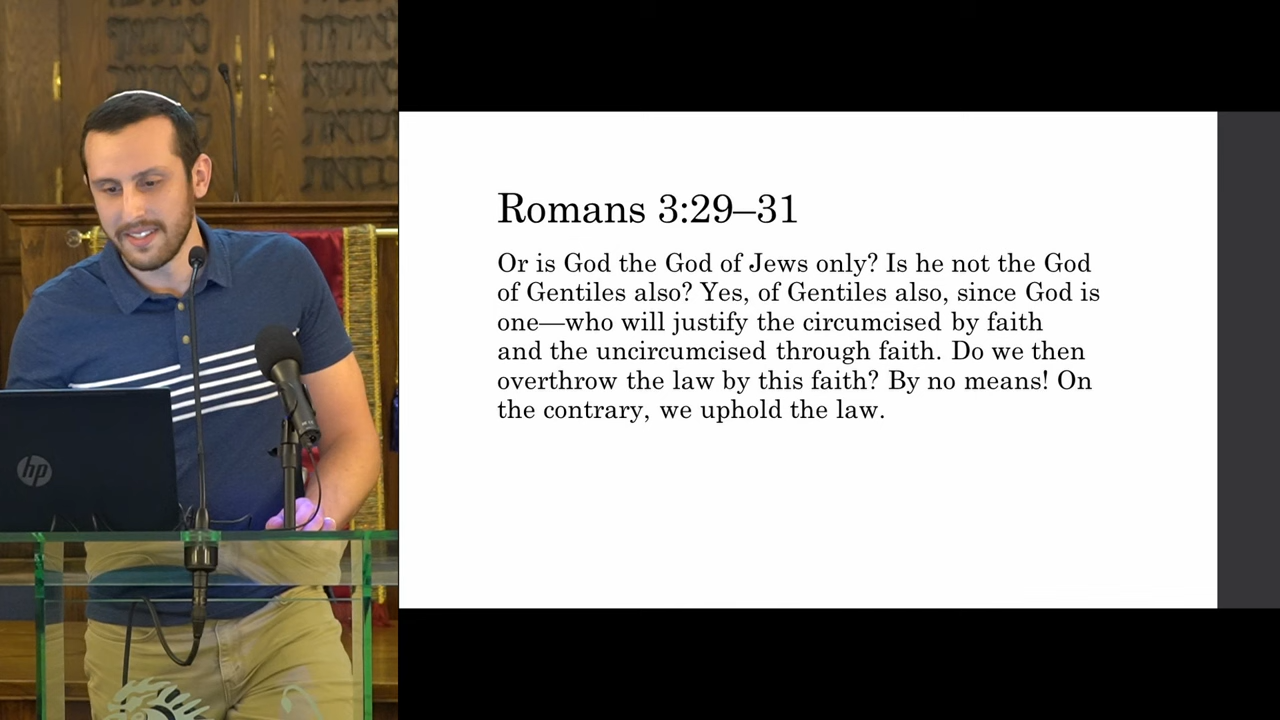 Romans 3:29–31
Or is God the God of Jews only? Is he not the God
of Gentiles also? Yes, of Gentiles also, since God is
one—who will justify the circumcised by faith
and the uncircumcised through faith. Do we then
overthrow the law by this faith? By no means! On
the contrary, we uphold the law.
hp